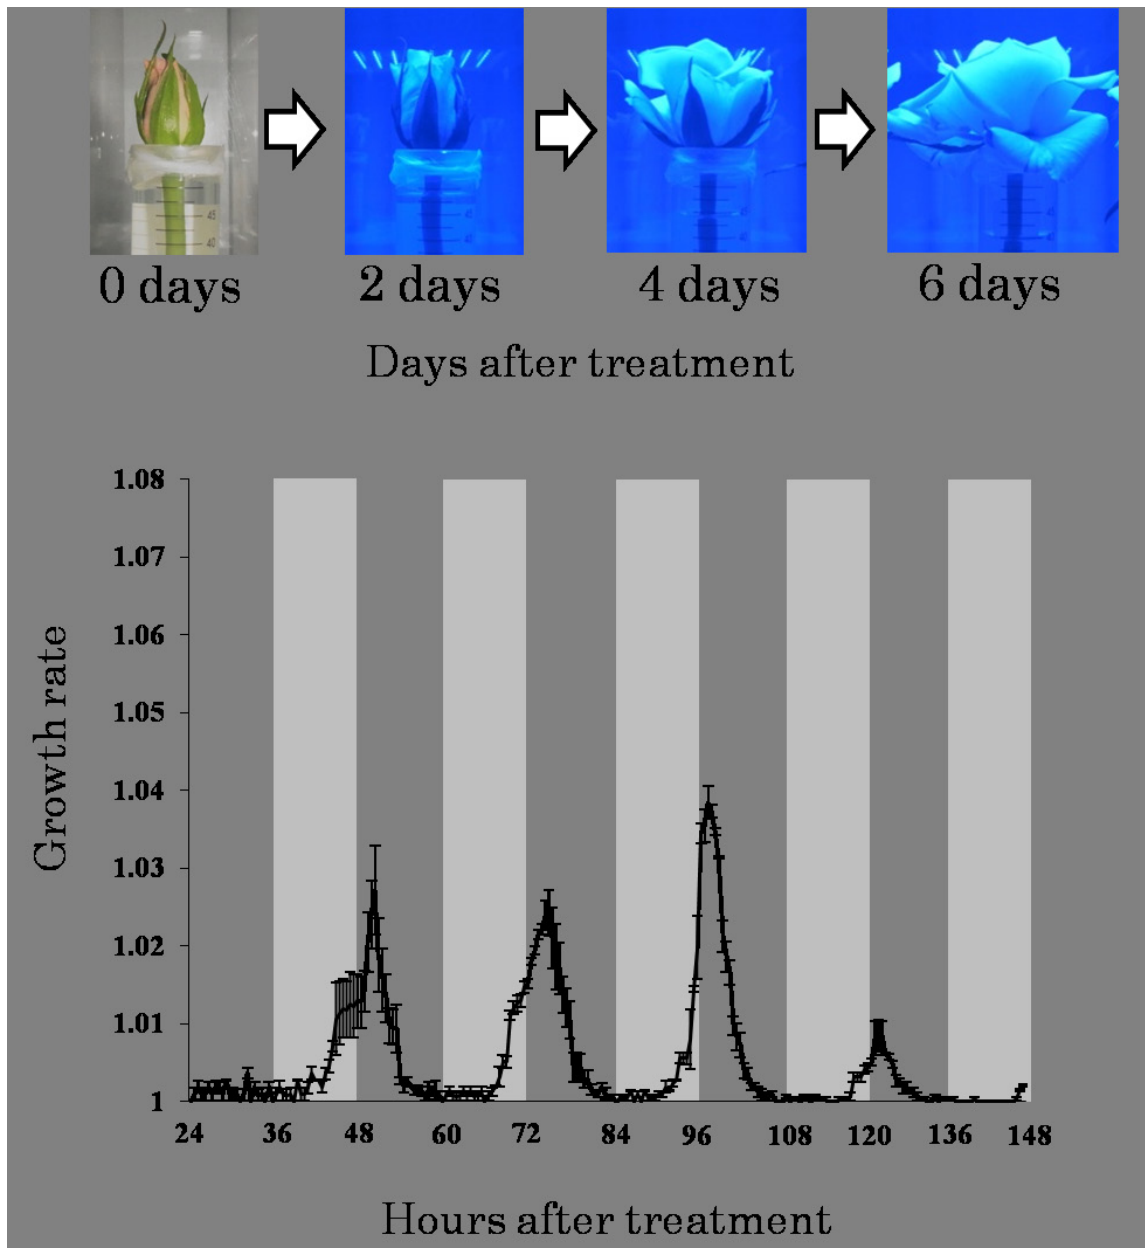 0 days
2 days
4 days
6 days
Days after treatment
1.08
1.07
1.06
1.05
1.04
1.03
1.02
1.01
1
Growth rate
24 36 48 60 72 84 96 108 120 136 148
Hours after treatment